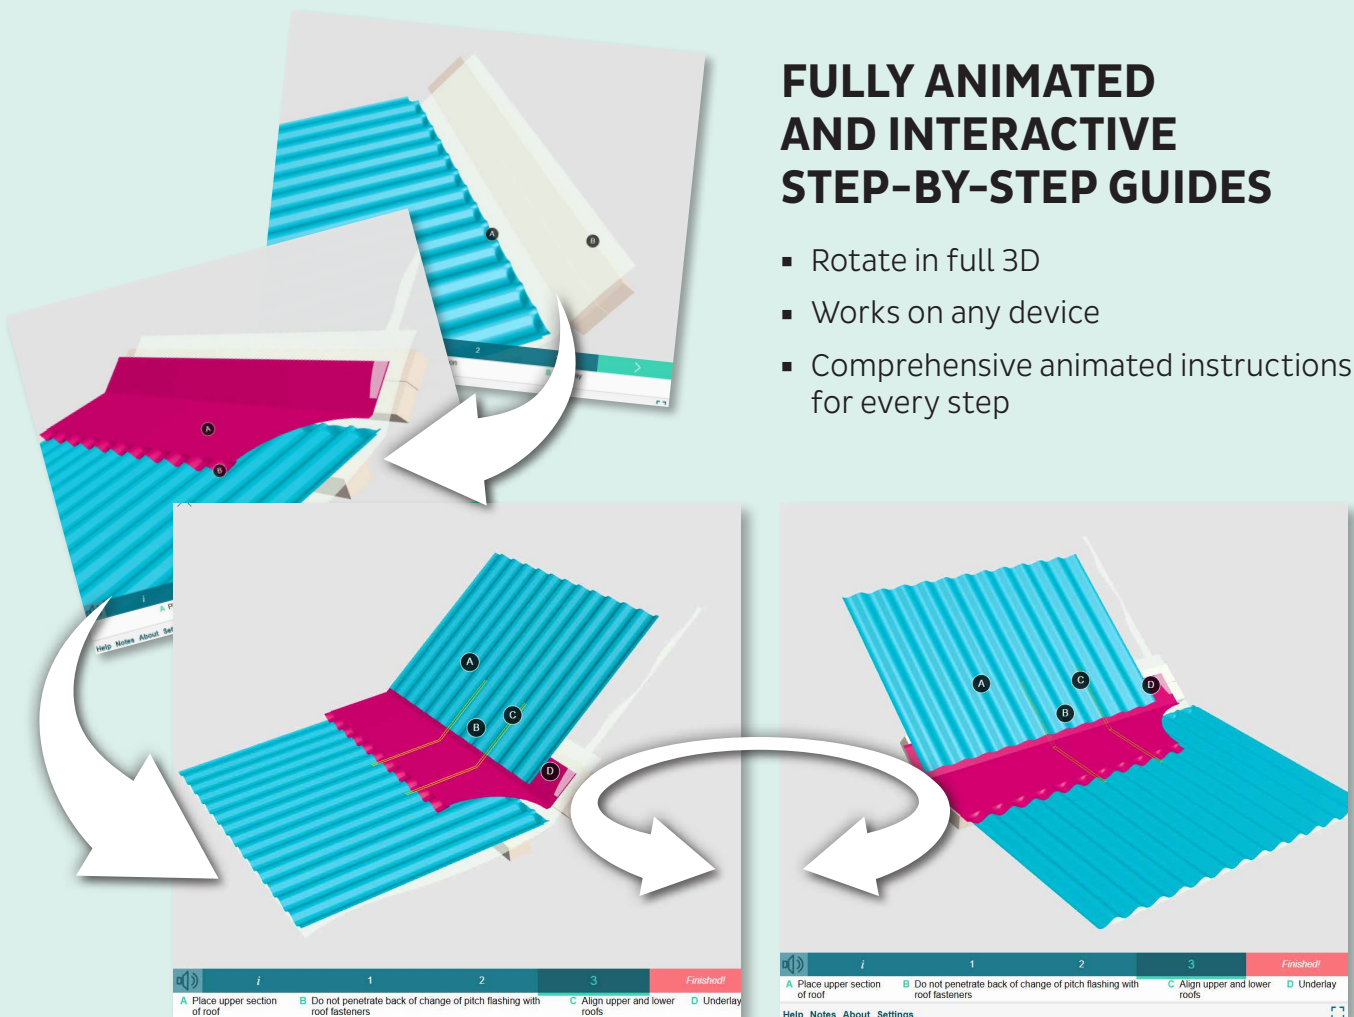 FULLY ANIMATED
AND INTERACTIVE
STEP-BY-STEP GUIDES
▪ Rotate in full 3D
▪ Works on any device
▪ Comprehensive animated instructions
for every step
A
B
2
A
B
i
A
Help Notes About
A
B
C
D
i 1 2 3 Finished!
A Place upper section
of roof
B Do not penetrate back of change of pitch flashing with
roof fasteners
C Align upper and lower
roofs
D Underlay
A
B
C
D
i 1 2 3 Finished!
A Place upper section
of roof
B Do not penetrate back of change of pitch flashing with
roof fasteners
C Align upper and lower
roofs
D Underlay
Help Notes About Settings